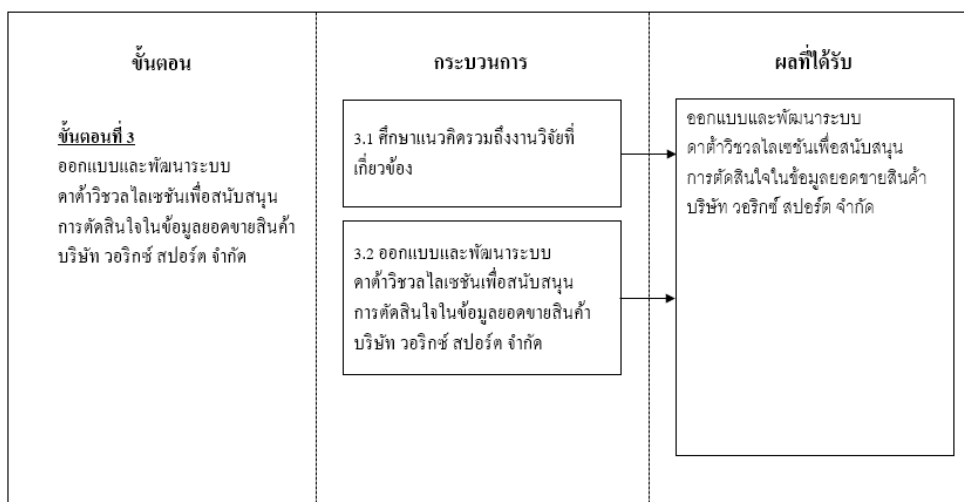 ขั้นตอน
กระบวนการ
ผลที่ได้รับ
ขั้นตอนที่ 3
ออกแบบและพัฒนาระบบ
ดาต้าวิชวลไลเซชันเพื่อสนับสนุน
การตัดสินใจในข้อมูลยอดขายสินค้า
บริษัท วอริกซ์ สปอร์ต จำกัด
3.1 ศึกษาแนวคิดรวมถึงงานวิจัยที่
เกี่ยวข้อง
3.2 ออกแบบและพัฒนาระบบ
ดาต้าวิชวลไลเซชันเพื่อสนับสนุน
การตัดสินใจในข้อมูลยอดขายสินค้า
บริษัท วอริกซ์ สปอร์ต จำกัด
ออกแบบและพัฒนาระบบ
ดาต้าวิชวลไลเซชันเพื่อสนับสนุน
การตัดสินใจในข้อมูลยอดขายสินค้า
บริษัท วอริกซ์ สปอร์ต จำกัด